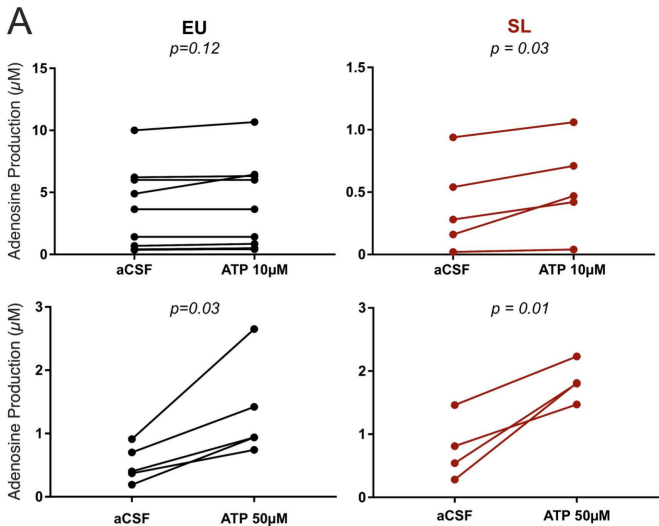 A
EU
SL
p=0.12
p = 0.03
Adenosine Production (µM)
15
10
5
0
aCSF
ATP 10µM
1.5
1.0
0.5
0.0
aCSF
ATP 10µM
p=0.03
p = 0.01
Adenosine Production (µM)
3
2
1
0
aCSF
ATP 50µM
3
2
1
0
aCSF
ATP 50µM